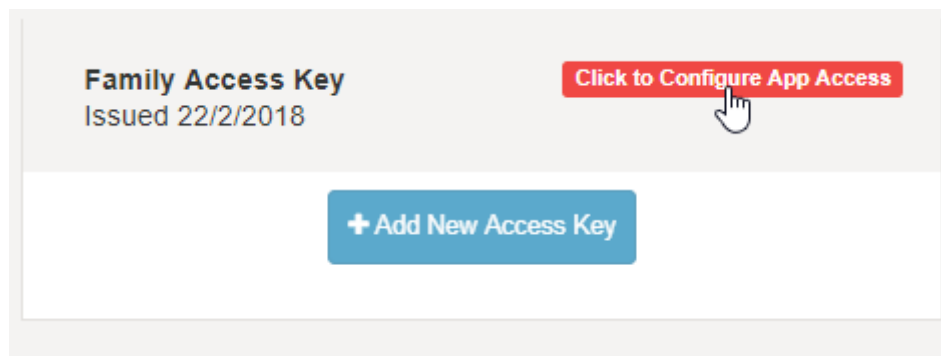 Family Access Key
Click to Configure App Access
Issued 22/2/2018
+ Add New Access Key